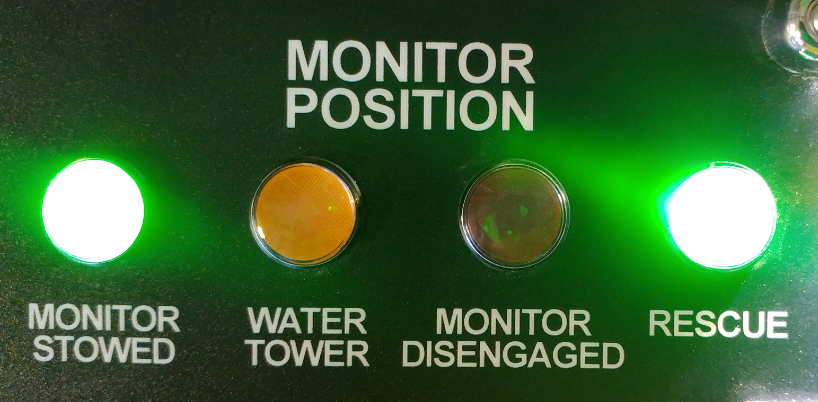 MONITOR
POSITION
MONITOR
STOWED
WATER
TOWER
MONITOR
DISENGAGED
RESCUE